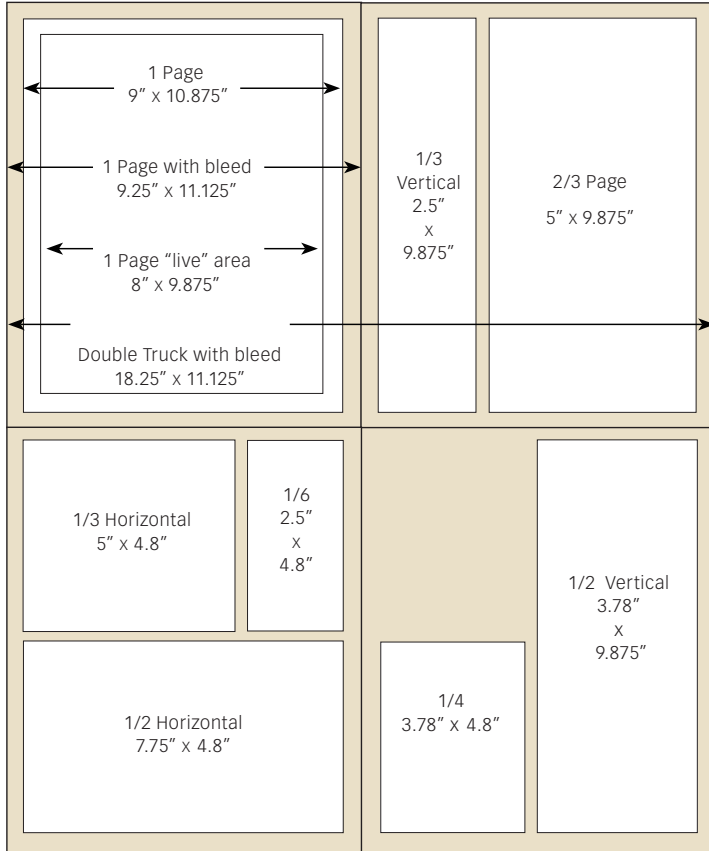 1 Page
9” x 10.875”
1 Page with bleed
9.25” x 11.125”
1 Page “live” area
8” x 9.875”
Double Truck with bleed
18.25” x 11.125”
1/3
Vertical
2.5”
x
9.875”
2/3 Page
5” x 9.875”
1/3 Horizontal
5” x 4.8”
1/6
2.5”
x
4.8”
1/2 Horizontal
7.75” x 4.8”
1/4
3.78” x 4.8”
1/2 Vertical
3.78”
x
9.875”